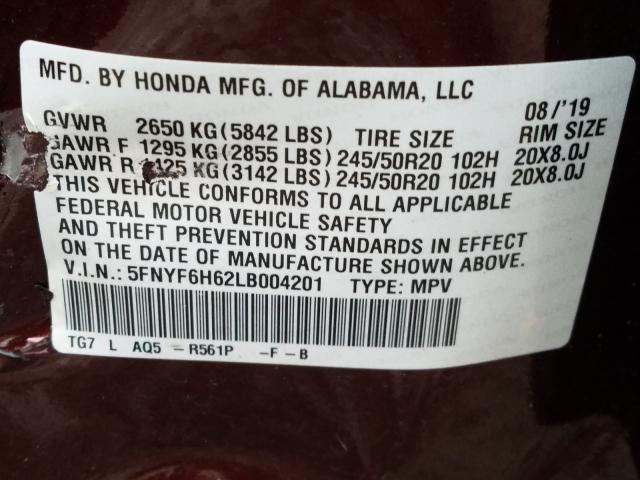 MFD. BY HONDA MFG. OF ALABAMA, LLC
08/'19
GVWR 2650 KG(5842 LBS) TIRE SIZE RIM SIZE
GAWR F 1295 KG(2855 LBS) 245/50R20 102H 20X8.0J
GAWR R KG(3142 LBS) 245/50R20 102H 20X8.0J
THIS VEHICLE CONFORMS TO ALL APPLICABLE
FEDERAL MOTOR VEHICLE SAFETY
AND THEFT PREVENTION STANDARDS IN EFFECT
ON THE DATE OF MANUFACTURE SHOWN ABOVE.
V.I.N.: 5FNYF6H62LB004201 TYPE: MPV
TG7 L AQ5 -R561P -F-B